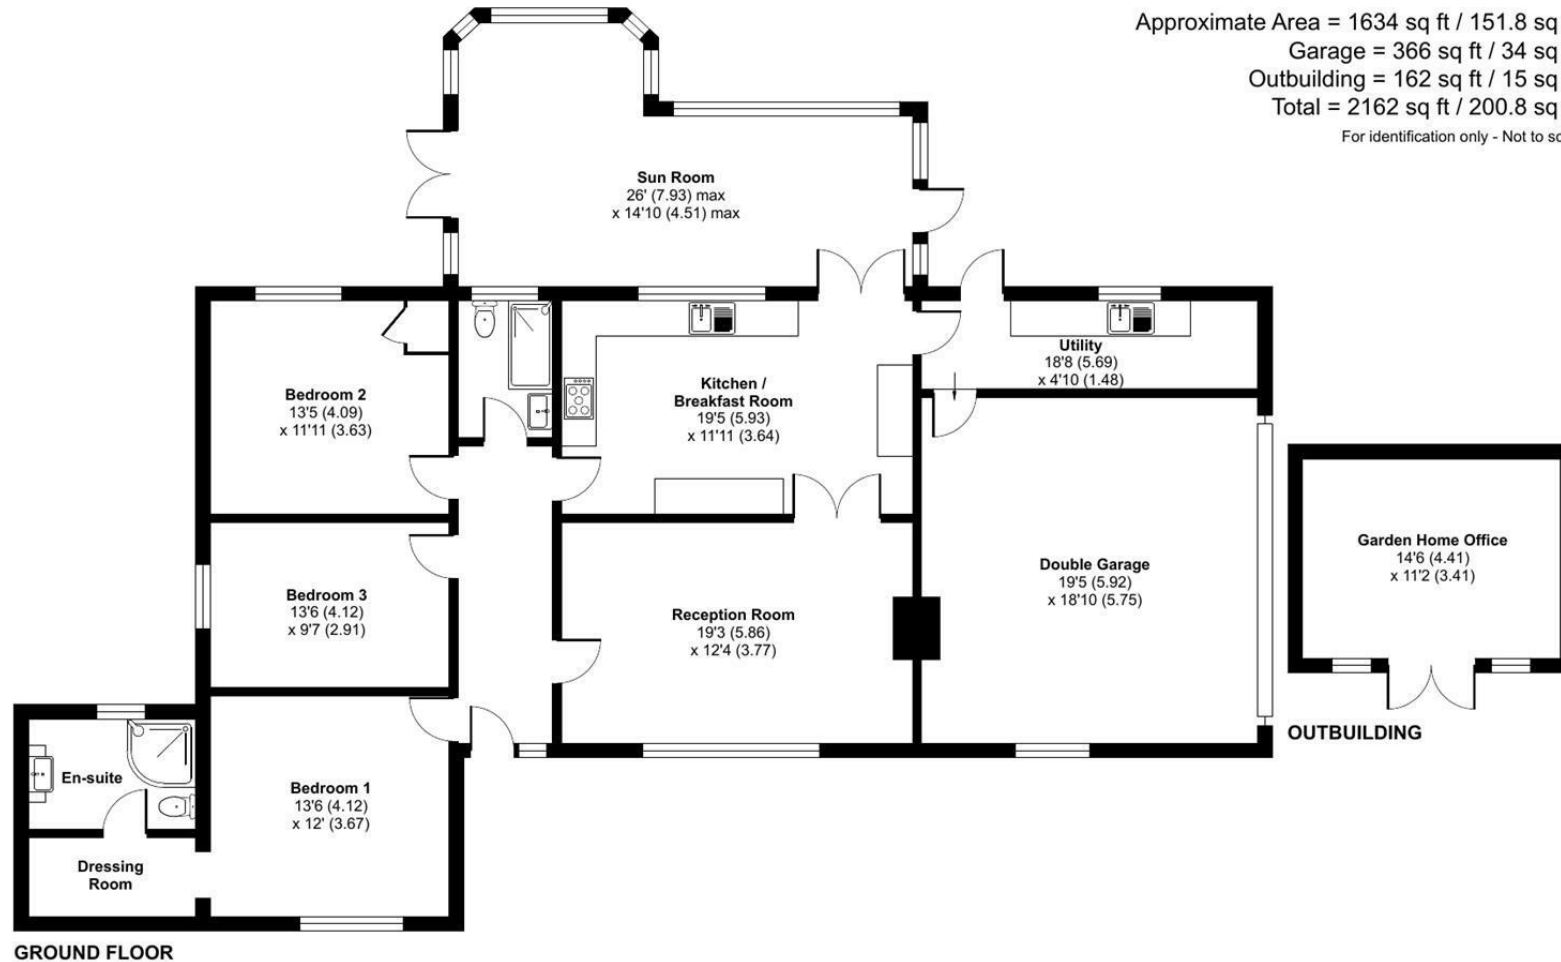 Approximate Area = 1634 sq ft / 151.8 sq
Garage = 366 sq ft / 34 sq
Outbuilding = 162 sq ft / 15 sq
Total = 2162 sq ft / 200.8 sq
For identification only - Not to sc
Sun Room
26' (7.93) max
x 14'10 (4.51) max
Bedroom 2
13'5 (4.09)
x 11'11 (3.63)
Kitchen /
Breakfast Room
19'5 (5.93)
x 11'11 (3.64)
Utility
18'8 (5.69)
x 4'10 (1.48)
Bedroom 3
13'6 (4.12)
x 9'7 (2.91)
Reception Room
19'3 (5.86)
x 12'4 (3.77)
Double Garage
19'5 (5.92)
x 18'10 (5.75)
Garden Home Office
14'6 (4.41)
x 11'2 (3.41)
OUTBUILDING
En-suite
Bedroom 1
13'6 (4.12)
x 12' (3.67)
Dressing
Room
GROUND FLOOR